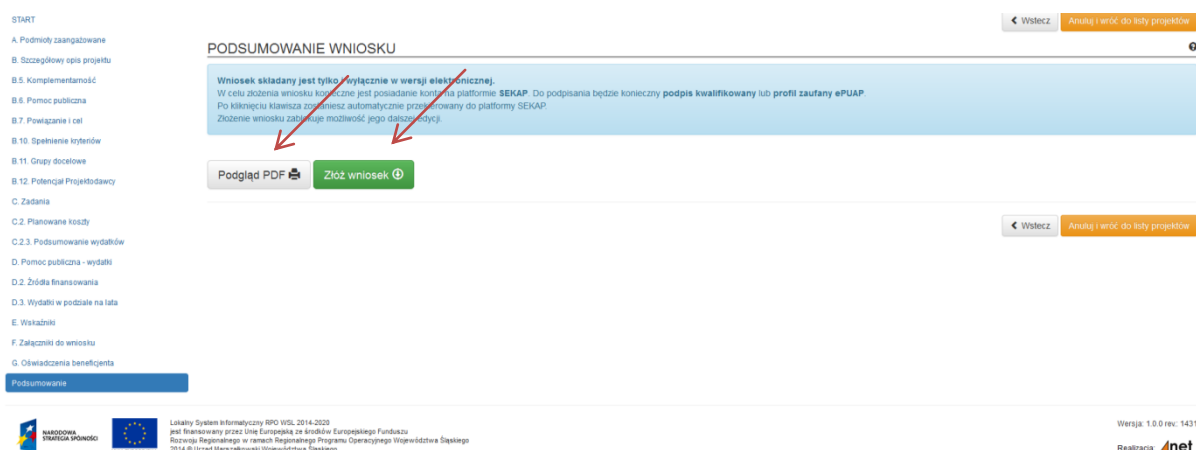 START
A. Podmioty zaangażowane
B. Szczegółowy opis projektu
B.5. Komplementarność
B.6. Pomoc publiczna
B.7. Powiązanie i cel
B.10. Spełnienie kryteriów
B.11. Grupy docelowe
B.12. Potencjał Projektodawcy
C. Zadania
C.2. Planowane koszty
C.2.3. Podsumowanie wydatków
D. Pomoc publiczna - wydatki
D.2. Źródła finansowania
D.3. Wydatki w podziale na lata
E. Wskaźniki
F. Załączniki do wniosku
G. Oświadczenia beneficjenta
Podsumowanie
Wstecz Anuluj i wróć do listy projektów
PODSUMOWANIE WNIOSKU
Wniosek składany jest tylko i wyłącznie w wersji elektronicznej.
W celu złożenia wniosku konieczne jest posiadanie konta na platformie SEKAP. Do podpisania będzie konieczny podpis kwalifikowany lub profil zaufany ePUAP.
Po kliknięciu klawisza zostaniesz automatycznie przekierowany do platformy SEKAP.
Złożenie wniosku zablokuje możliwość jego dalszej edycji.
Podgląd PDF Złóż wniosek
Wstecz Anuluj i wróć do listy projektów
NARODOWA
STRATEGIA SPÓJNOŚCI
Lokalny System Informatyczny RPO WSL 2014-2020
jest finansowany przez Unię Europejską ze środków Europejskiego Funduszu
Rozwoju Regionalnego w ramach Regionalnego Programu Operacyjnego Województwa Śląskiego
2014 © Urząd Marszałkowski Województwa Śląskiego
Wersja: 1.0.0 rev.: 1431
Realizacja: 4net